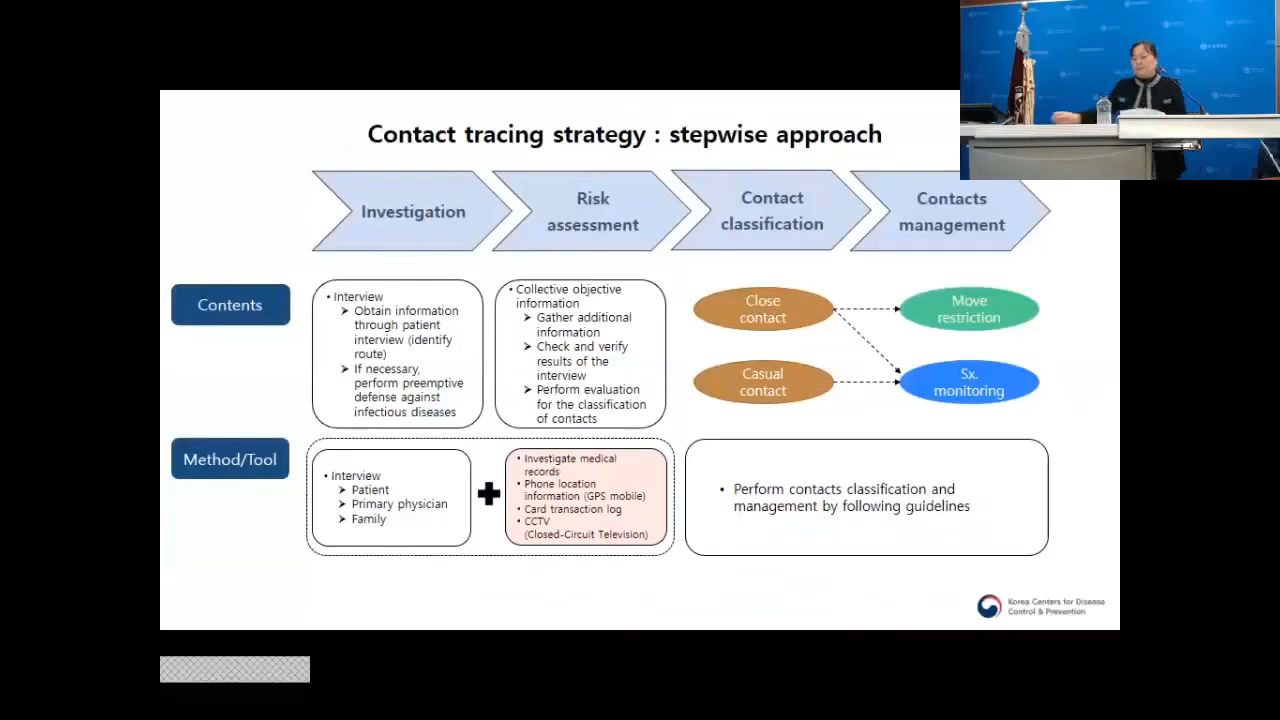 Contact tracing strategy : stepwise approach
Investigation
Risk
assessment
Contact
classification
Contacts
management
Contents
• Interview
➢ Obtain information
through patient
interview (identify
route)
➢ If necessary,
perform preemptive
defense against
infectious diseases
• Collective objective
information
➢ Gather additional
information
➢ Check and verify
results of the
interview
➢ Perform evaluation
for the classification
of contacts
Close
contact
Move
restriction
Casual
contact
Sx.
monitoring
Method/Tool
• Interview
➢ Patient
➢ Primary physician
➢ Family
• Investigate medical
records
• Phone location
information (GPS mobile)
• Card transaction log
• CCTV
(Closed-Circuit Television)
• Perform contacts classification and
management by following guidelines
Korea Centers for Disease
Control & Prevention